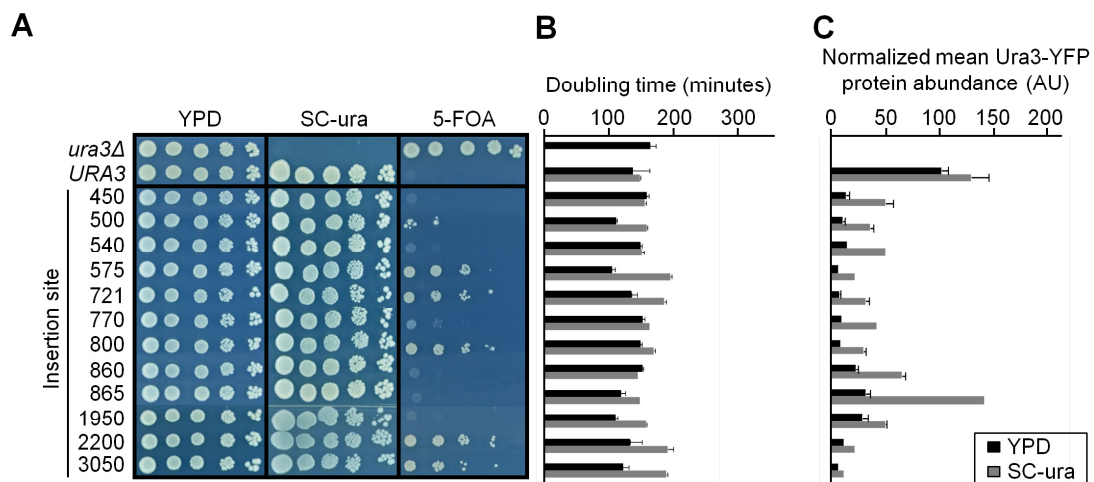 A
B
C
Doubling time (minutes)
Normalized mean Ura3-YFP
protein abundance (AU)
YPD
SC-ura
5-FOA
0 100 200 300
0 50 100 150 200
ura3Δ
URA3
Insertion site
450
500
540
575
721
770
800
860
865
1950
2200
3050
YPD
SC-ura